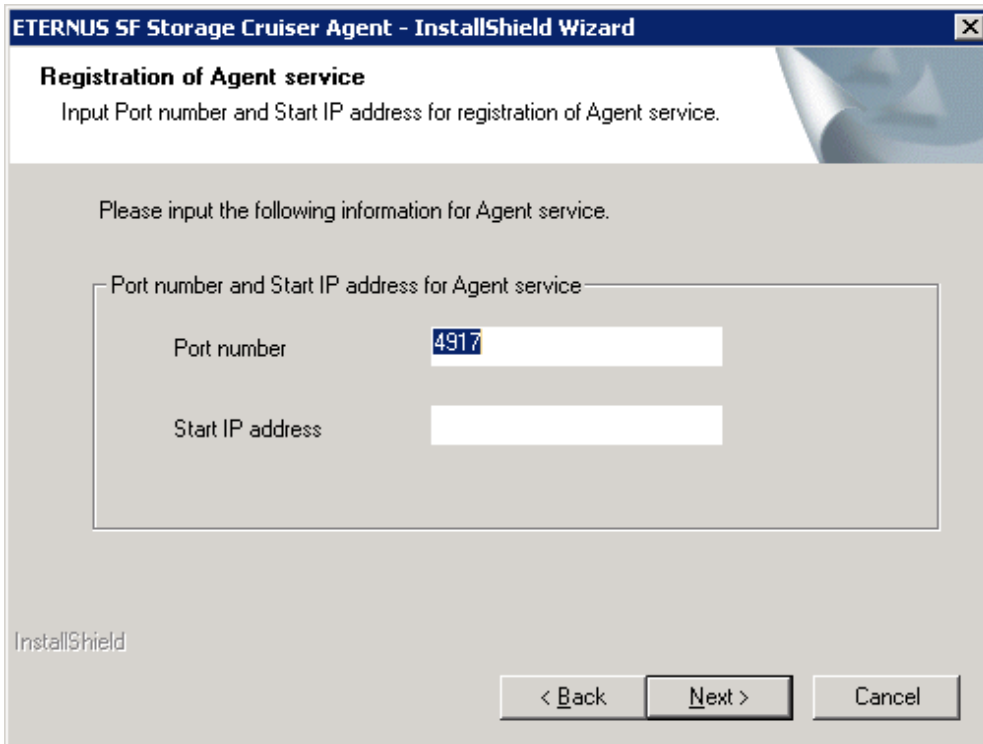 ETERNUS SF Storage Cruiser Agent - InstallShield Wizard
Registration of Agent service
Input Port number and Start IP address for registration of Agent service.
Please input the following information for Agent service.
Port number and Start IP address for Agent service
Port number
4917
Start IP address
InstallShield
< Back
Next >
Cancel